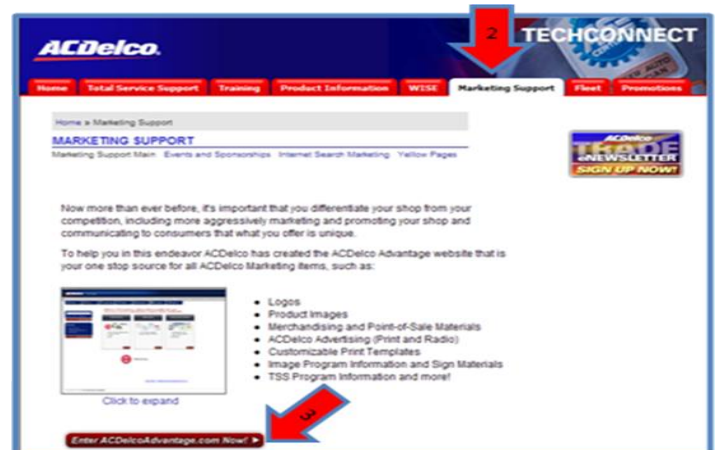 2
TECHCONNECT
ACDelco.
Home Total Service Support Training Product Information WISE Marketing Support Fleet Promotions
Home » Marketing Support
MARKETING SUPPORT
Marketing Support Main Events and Sponsorships Internet Search Marketing Yellow Pages
ACDelco
TRADE
eNEWSLETTER
SIGN UP NOW!
Now more than ever before, it's important that you differentiate your shop from your
competition, including more aggressively marketing and promoting your shop and
communicating to consumers that what you offer is unique.
To help you in this endeavor ACDelco has created the ACDelco Advantage website that is
your one stop source for all ACDelco Marketing items, such as:
• Logos
• Product Images
• Merchandising and Point-of-Sale Materials
• ACDelco Advertising (Print and Radio)
• Customizable Print Templates
• Image Program Information and Sign Materials
• TSS Program Information and more!
Click to expand
3
Enter ACDelcoAdvantage.com Now!